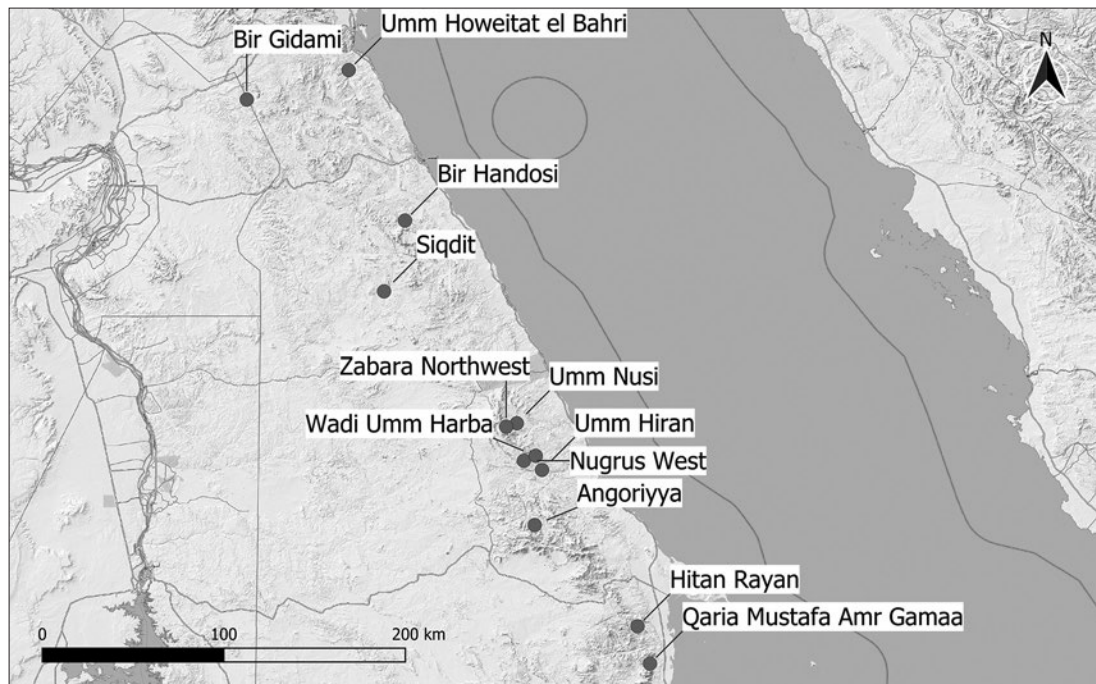 Umm Howeitat el Bahri
Bir Gidami
N
Bir Handosi
Siqdit
Zabara Northwest
Umm Nusi
Wadi Umm Harba
Umm Hiran
Nugrus West
Angoriyya
Hitan Rayan
Qaria Mustafa Amr Gamaa
0 100 200 km